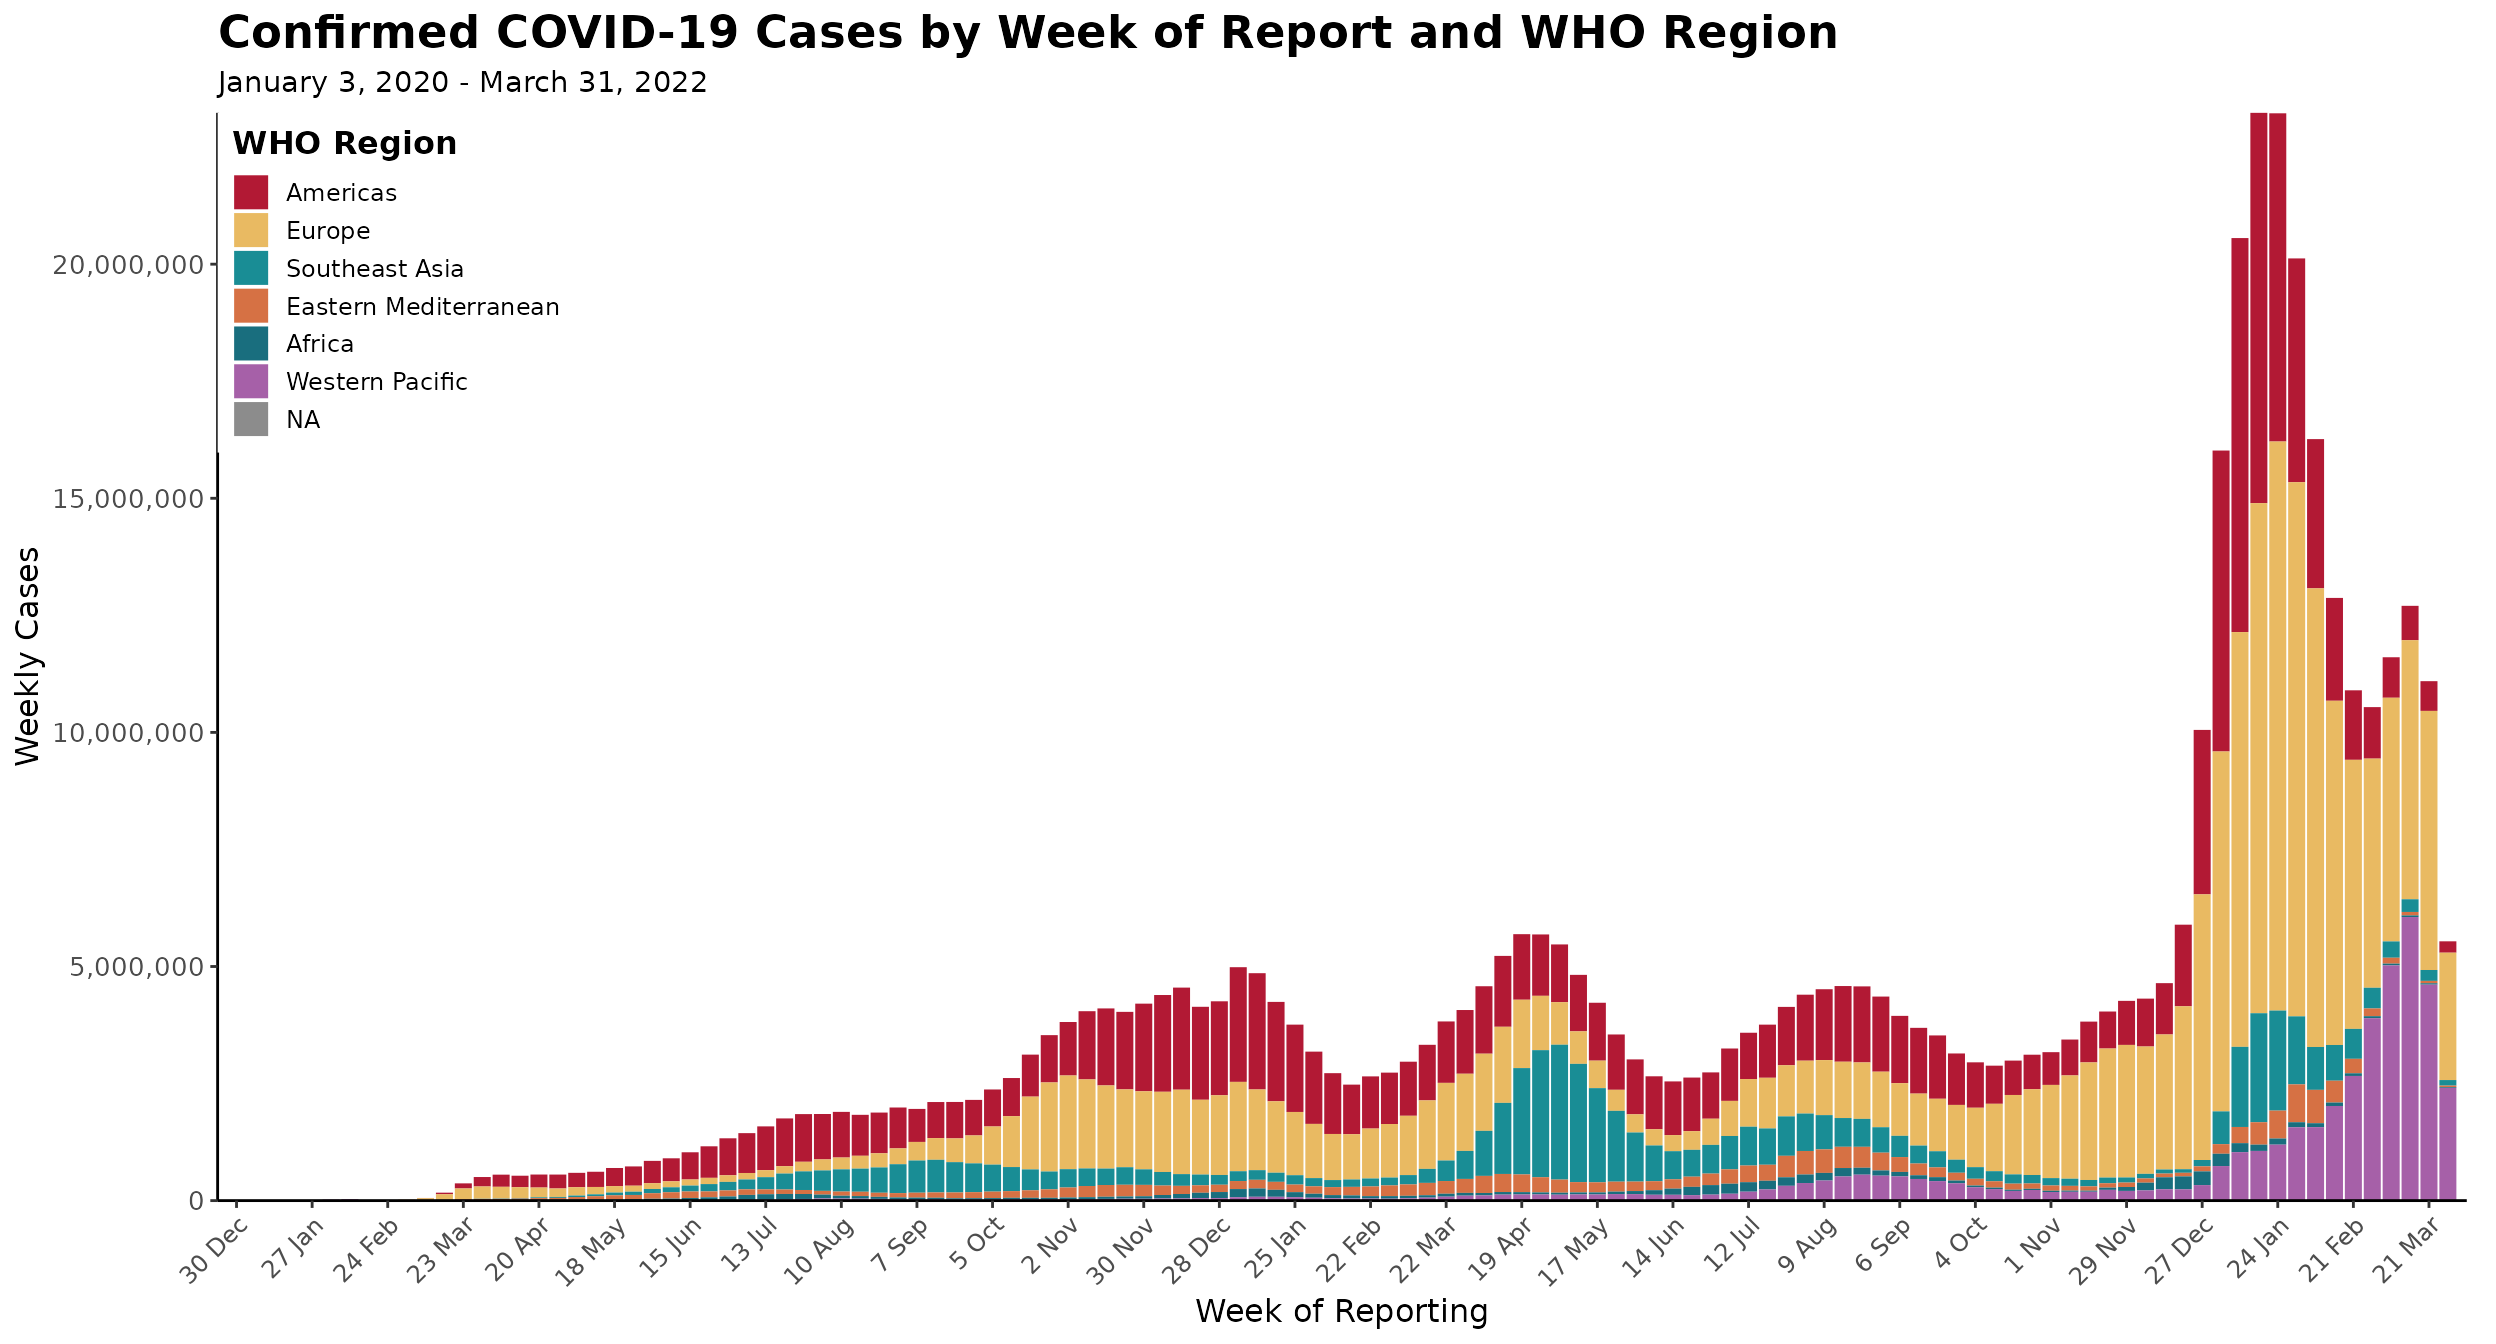 Confirmed COVID-19 Cases by Week of Report and WHO Region
January 3, 2020 - March 31, 2022
WHO Region
Americas
Europe
Southeast Asia
Eastern Mediterranean
Africa
Western Pacific
NA
Weekly Cases
20,000,000
15,000,000
10,000,000
5,000,000
0
30 Dec
27 Jan
24 Feb
23 Mar
20 Apr
18 May
15 Jun
13 Jul
10 Aug
7 Sep
5 Oct
2 Nov
30 Nov
28 Dec
25 Jan
22 Feb
22 Mar
19 Apr
17 May
14 Jun
12 Jul
9 Aug
6 Sep
4 Oct
1 Nov
29 Nov
27 Dec
24 Jan
21 Feb
21 Mar
Week of Reporting